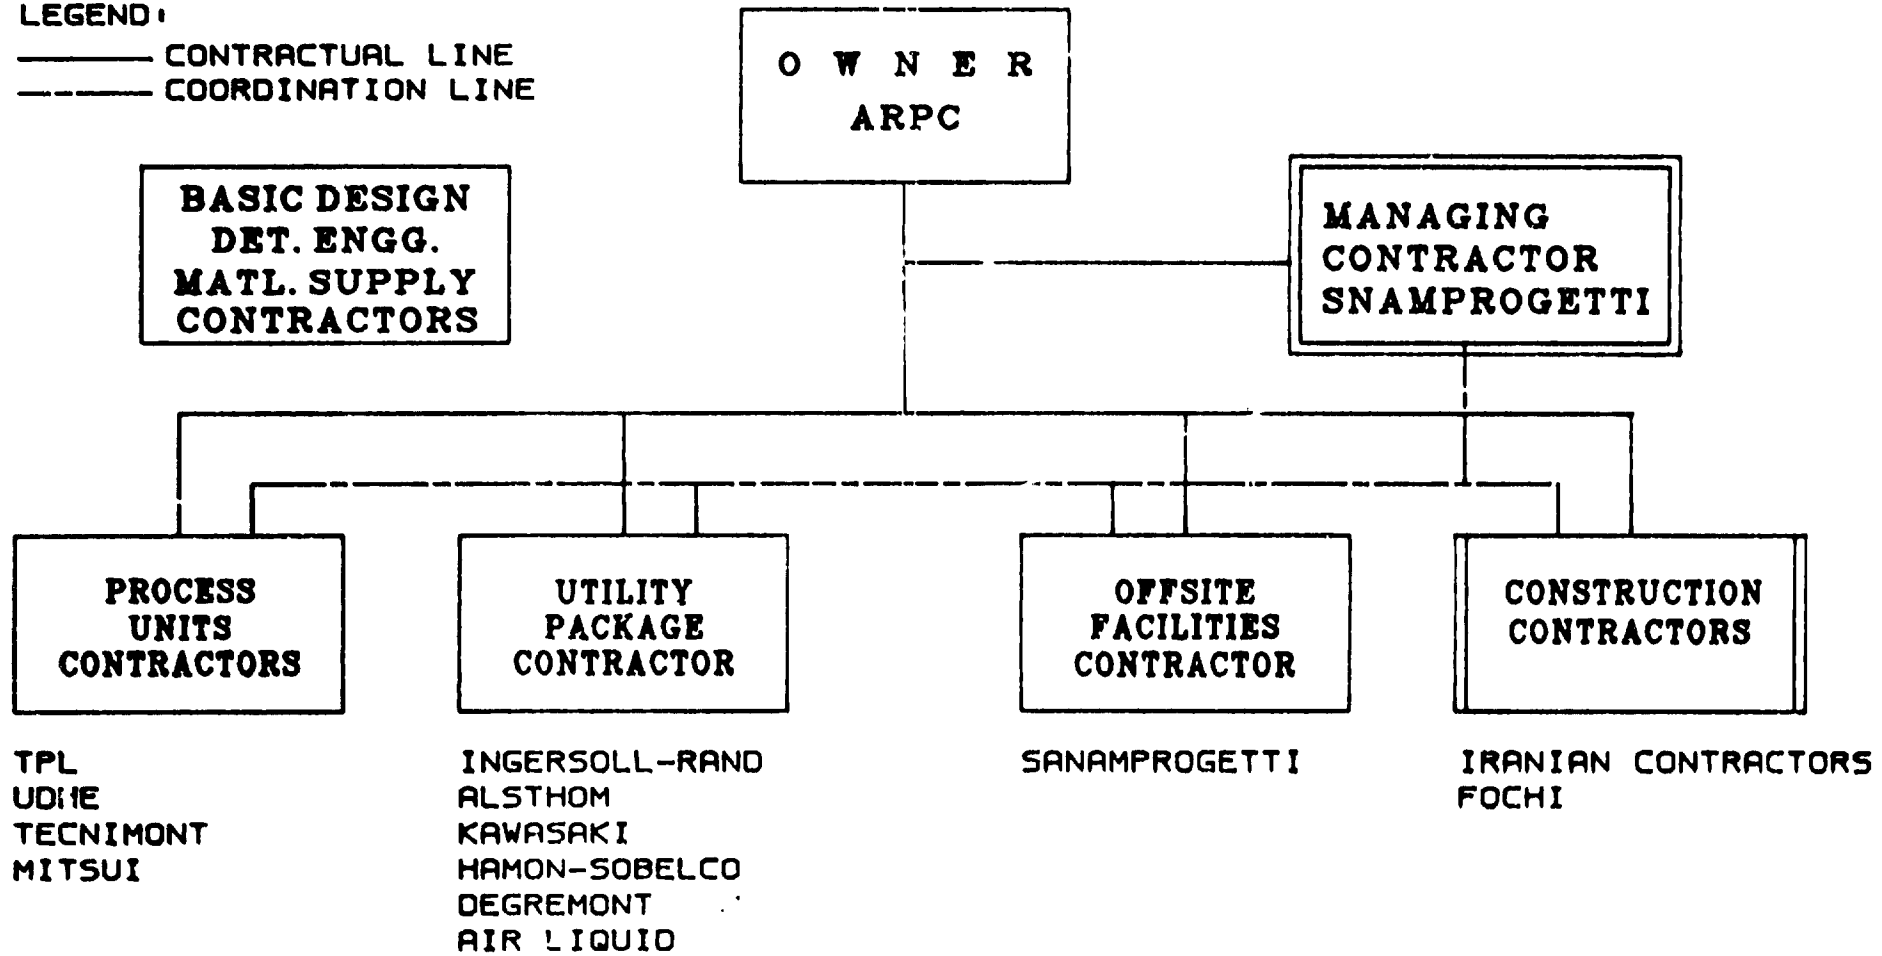 LEGEND:
CONTRACTUAL LINE
COORDINATION LINE
O W N E R
ARPC
BASIC DESIGN
DET. ENGG.
MATL. SUPPLY
CONTRACTORS
MANAGING
CONTRACTOR
SNAMPROGETTI
PROCESS
UNITS
CONTRACTORS
UTILITY
PACKAGE
CONTRACTOR
OFFSITE
FACILITIES
CONTRACTOR
CONSTRUCTION
CONTRACTORS
TPL
UDHE
TECNIMONT
MITSUI
INGERSOLL-RAND
ALSTHOM
KAWASAKI
HAMON-SOBELCO
DEGREMONT
AIR LIQUID
SANAMPROGETTI
IRANIAN CONTRACTORS
FOCHI